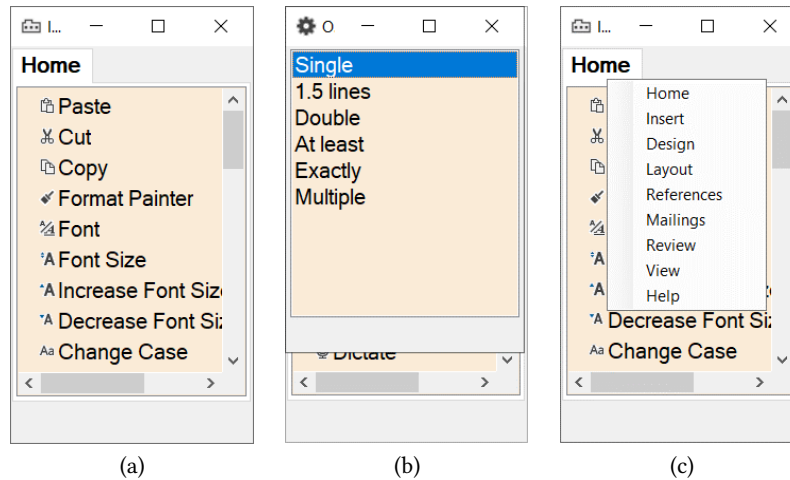 I...
Home
Paste
Cut
Copy
Format Painter
Font
Font Size
Increase Font Siz
Decrease Font Siz
Aa Change Case
(a)
O
Single
1.5 lines
Double
At least
Exactly
Multiple
Dictate
(b)
I...
Home
Home
Insert
Design
Layout
References
Mailings
Review
View
Help
Decrease Font Siz
Aa Change Case
(c)